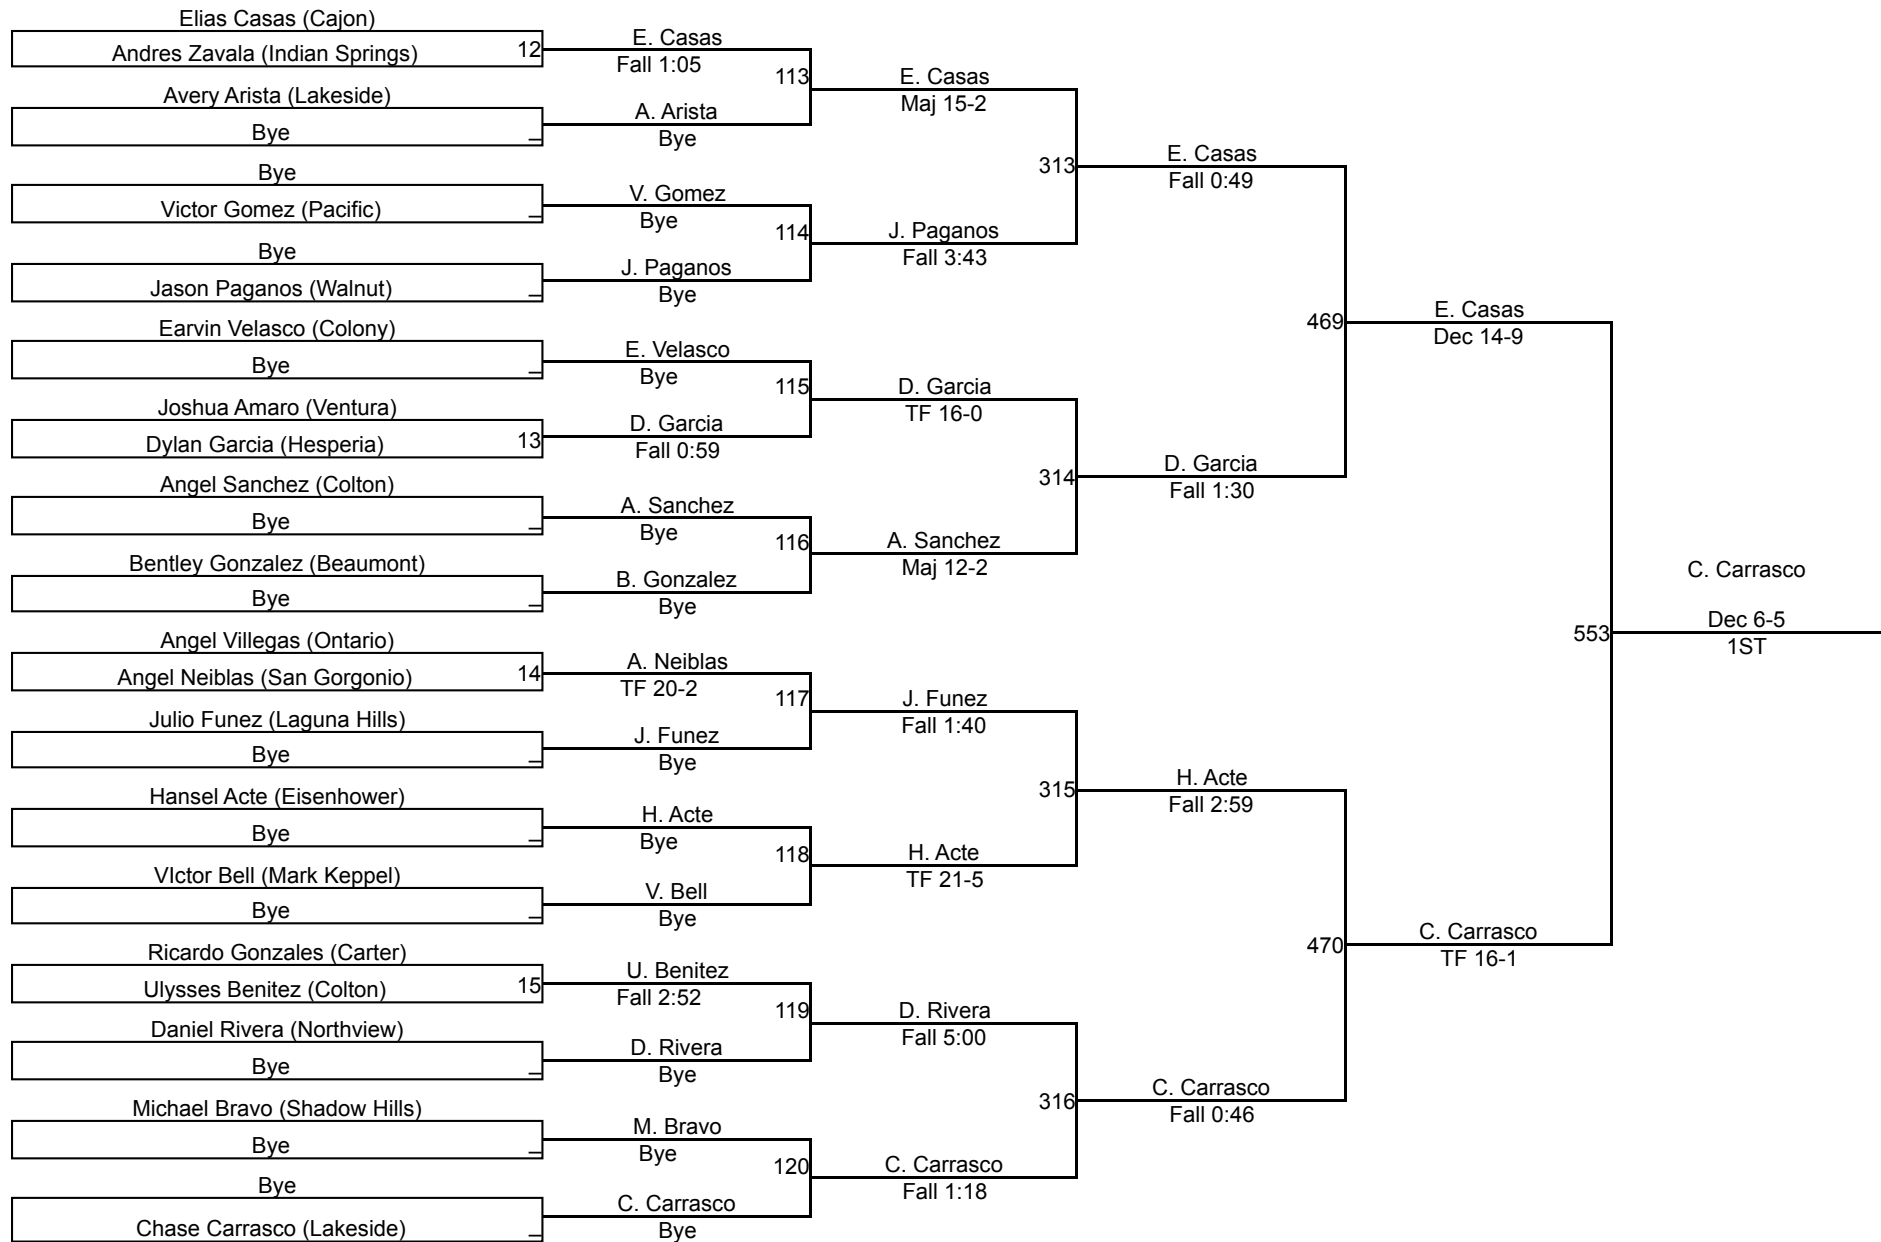 Elias Casas (Cajon)
Andres Zavala (Indian Springs) 12
Avery Arista (Lakeside)
Bye _
Bye
Victor Gomez (Pacific) _
Bye
Jason Paganos (Walnut) _
Earvin Velasco (Colony)
Bye _
Joshua Amaro (Ventura)
Dylan Garcia (Hesperia) 13
Angel Sanchez (Colton)
Bye _
Bentley Gonzalez (Beaumont)
Bye _
Angel Villegas (Ontario)
Angel Neiblas (San Gorgonio) 14
Julio Funez (Laguna Hills)
Bye _
Hansel Acte (Eisenhower)
Bye _
VIctor Bell (Mark Keppel)
Bye _
Ricardo Gonzales (Carter)
Ulysses Benitez (Colton) 15
Daniel Rivera (Northview)
Bye _
Michael Bravo (Shadow Hills)
Bye _
Bye
Chase Carrasco (Lakeside) _
E. Casas
Fall 1:05
113
A. Arista
Bye
V. Gomez
Bye
114
J. Paganos
Bye
E. Velasco
Bye
115
D. Garcia
Fall 0:59
A. Sanchez
Bye
116
B. Gonzalez
Bye
A. Neiblas
TF 20-2
117
J. Funez
Bye
H. Acte
Bye
118
V. Bell
Bye
U. Benitez
Fall 2:52
119
D. Rivera
Bye
M. Bravo
Bye
120
C. Carrasco
Bye
E. Casas
Maj 15-2
313
J. Paganos
Fall 3:43
D. Garcia
TF 16-0
314
A. Sanchez
Maj 12-2
J. Funez
Fall 1:40
315
H. Acte
TF 21-5
D. Rivera
Fall 5:00
316
C. Carrasco
Fall 1:18
E. Casas
Fall 0:49
469
D. Garcia
Fall 1:30
H. Acte
Fall 2:59
470
C. Carrasco
Fall 0:46
E. Casas
Dec 14-9
553
C. Carrasco
TF 16-1
C. Carrasco
Dec 6-5
1ST